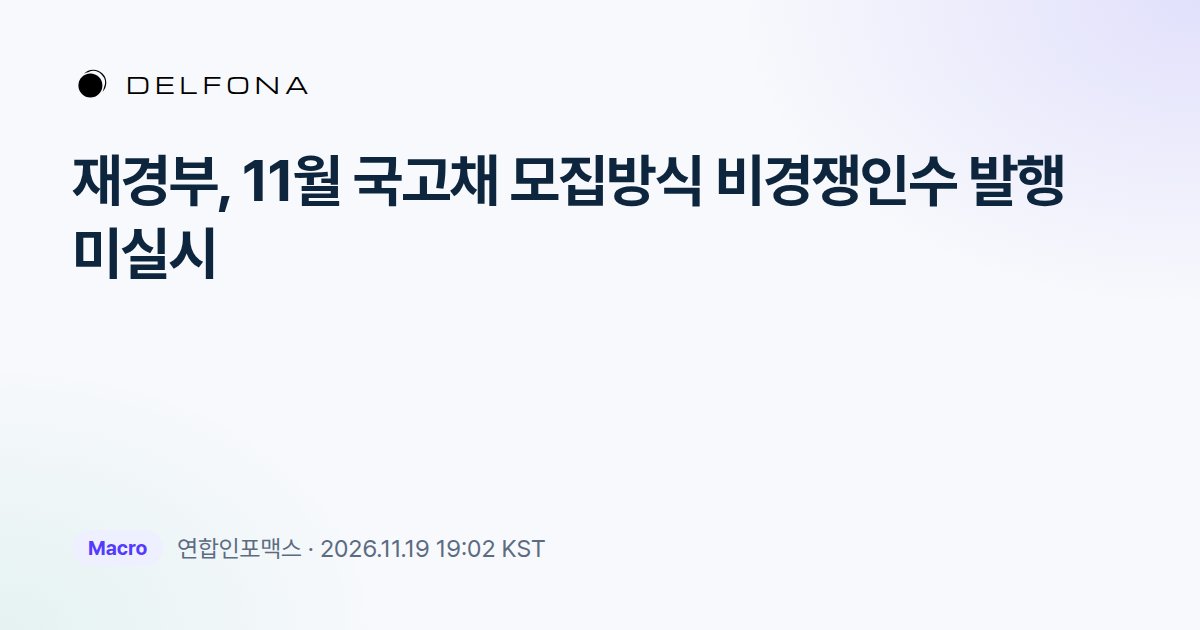 DELFONA
재경부, 11월 국고채 모집방식 비경쟁인수 발행
미실시
Macro 연합인포맥스 · 2026.11.19 19:02 KST